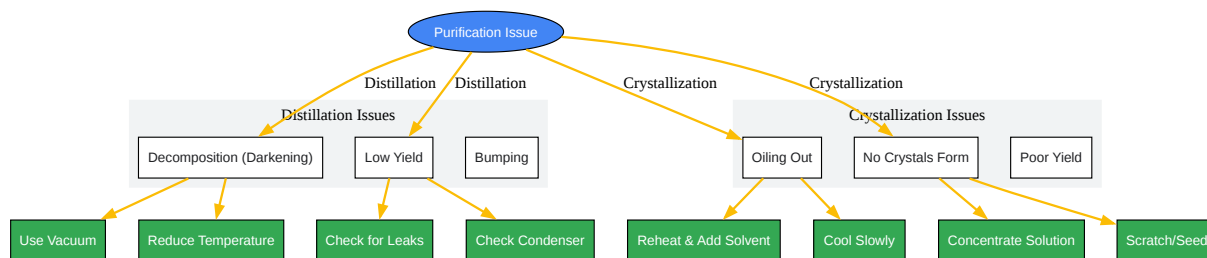 Purification Issue
Distillation
Distillation
Crystallization
Crystallization
Distillation Issues
Crystallization Issues
Decomposition (Darkening)
Low Yield
Bumping
Oiling Out
No Crystals Form
Poor Yield
Use Vacuum
Reduce Temperature
Check for Leaks
Check Condenser
Reheat & Add Solvent
Cool Slowly
Concentrate Solution
Scratch/Seed